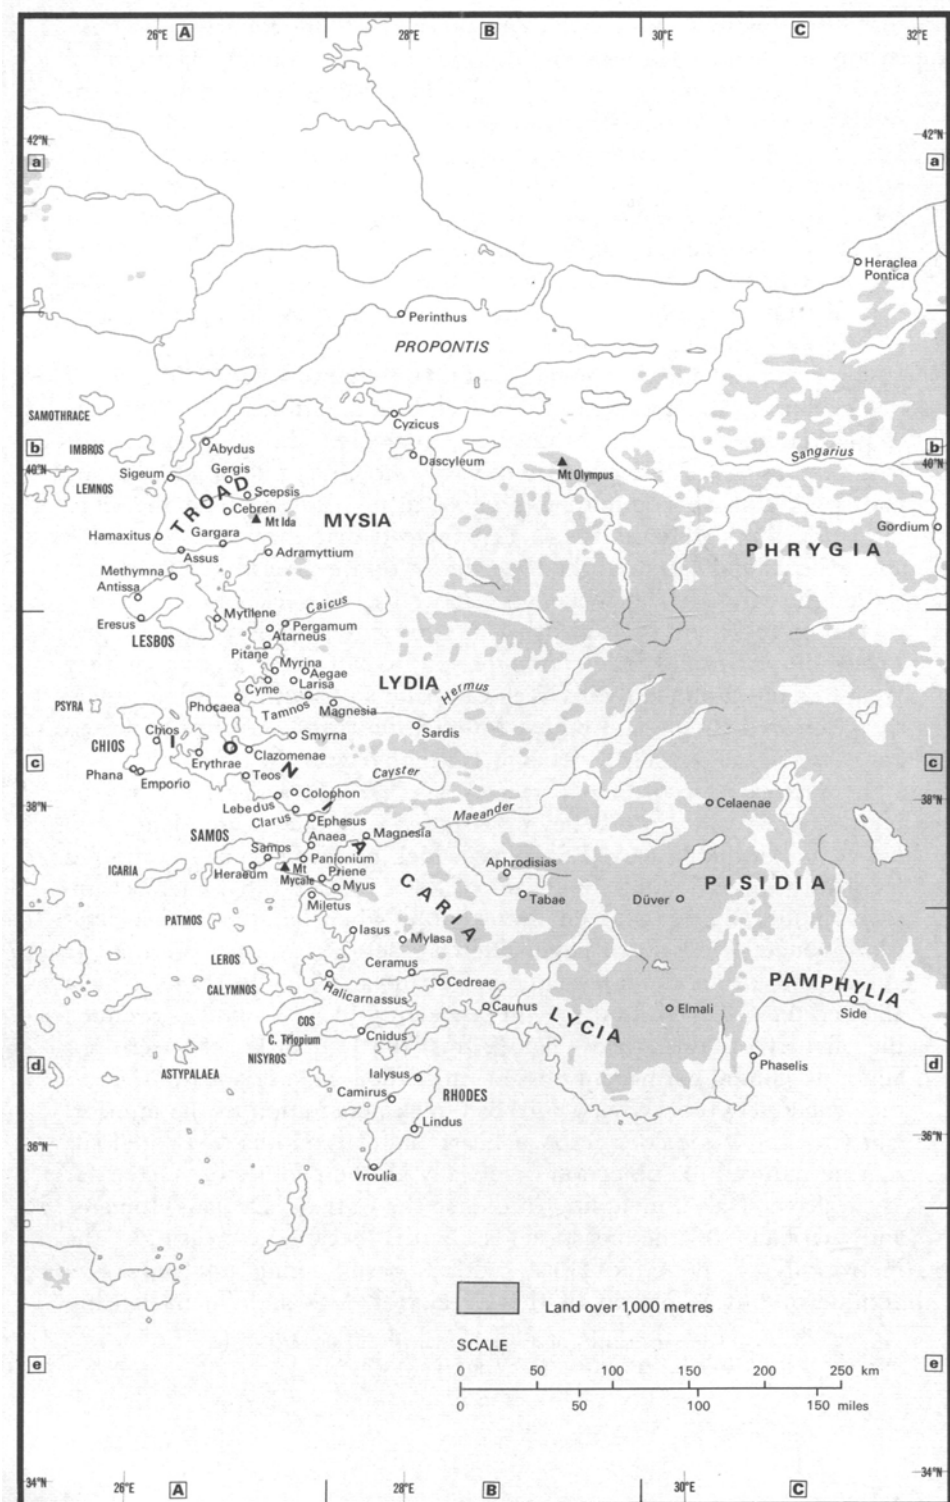 26°E
A
28°E
B
30°E
C
32°E
42°N
42°N
a
a
Heraclea
Pontica
Perinthus
PROPONTIS
SAMOTHRACE
Cyzicus
b
IMBROS
Abydus
b
40°N
Sigeum
Gergis
Dascyleum
Mt Olympus
Sangarius
40°N
LEMNOS
Scepsis
TROAD
Cebren
Mt Ida
MYSIA
Gordium
Hamaxitus
Gargara
PHRYGIA
Assus
Adramyttium
Methymna
Antissa
Eresus
Mytilene
Caicus
Pergamum
Atarneus
LESBOS
Pitane
Myrina
Aegae
Cyme
Larisa
LYDIA
Hermus
PSYRA
Phocaea
Tamnos
Magnesia
Chios
Smyrna
Sardis
CHIOS
IONIA
Erythrae
Clazomenae
c
c
Phana
Emporio
Teos
Cayster
Colophon
38°N
Lebedus
Clarus
Ephesus
Maeander
Celaenae
38°N
SAMOS
Anaea
Magnesia
Samos
Panionium
ICARIA
Heraeum
Mt
Mycale
Priene
Aphrodisias
Myus
CARIA
PISIDIA
Miletus
Tabae
Düver
PATMOS
Iasus
Mylasa
LEROS
Ceramus
CALYMNOS
Halicarnassus
Cedreae
PAMPHYLIA
Caunus
Elmali
Side
COS
LYCIA
C. Triopium
Cnidus
NISYROS
d
d
ASTYPALAEA
Ialysus
Phaselis
Camirus
RHODES
Lindus
36°N
36°N
Vroulia
Land over 1,000 metres
SCALE
0 50 100 150 200 250 km
0 50 100 150 miles
e
e
34°N
34°N
26°E
A
28°E
B
30°E
C